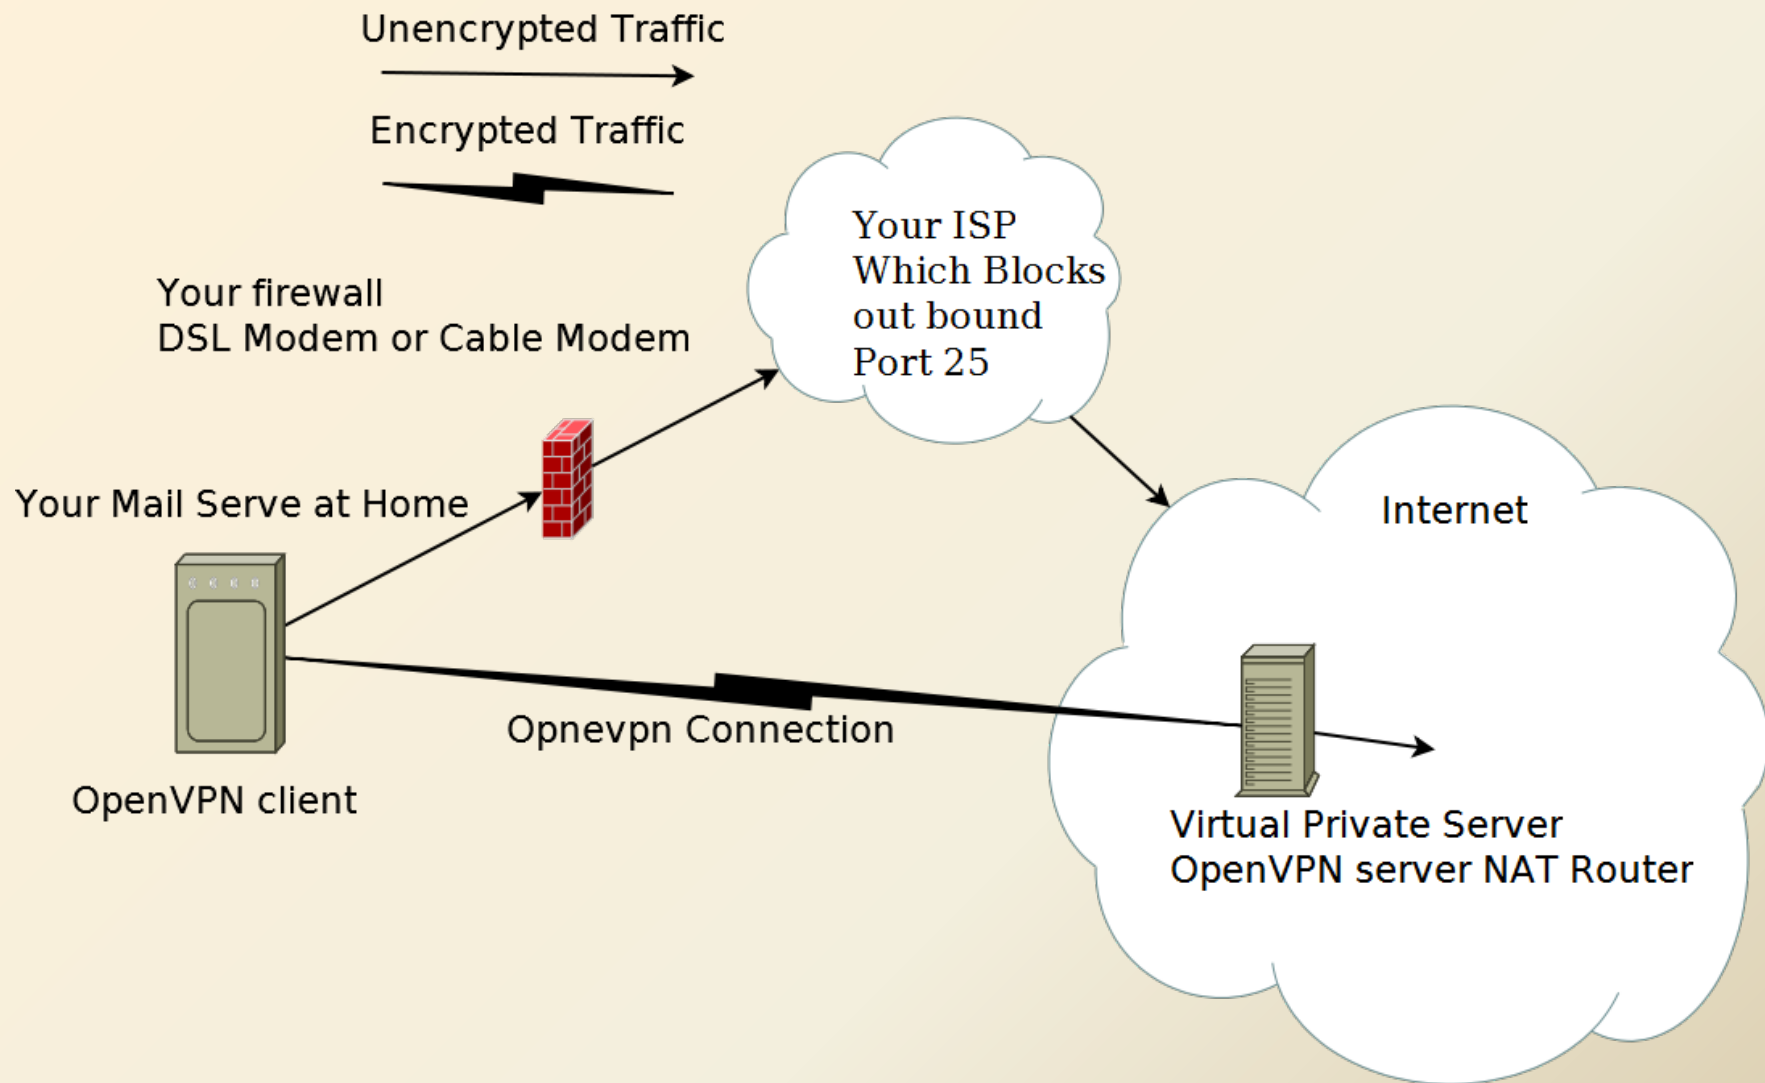 Unencrypted Traffic
Encrypted Traffic
Your ISP
Which Blocks
out bound
Port 25
Your firewall
DSL Modem or Cable Modem
Your Mail Serve at Home
Internet
Opnevpn Connection
OpenVPN client
Virtual Private Server
OpenVPN server NAT Router